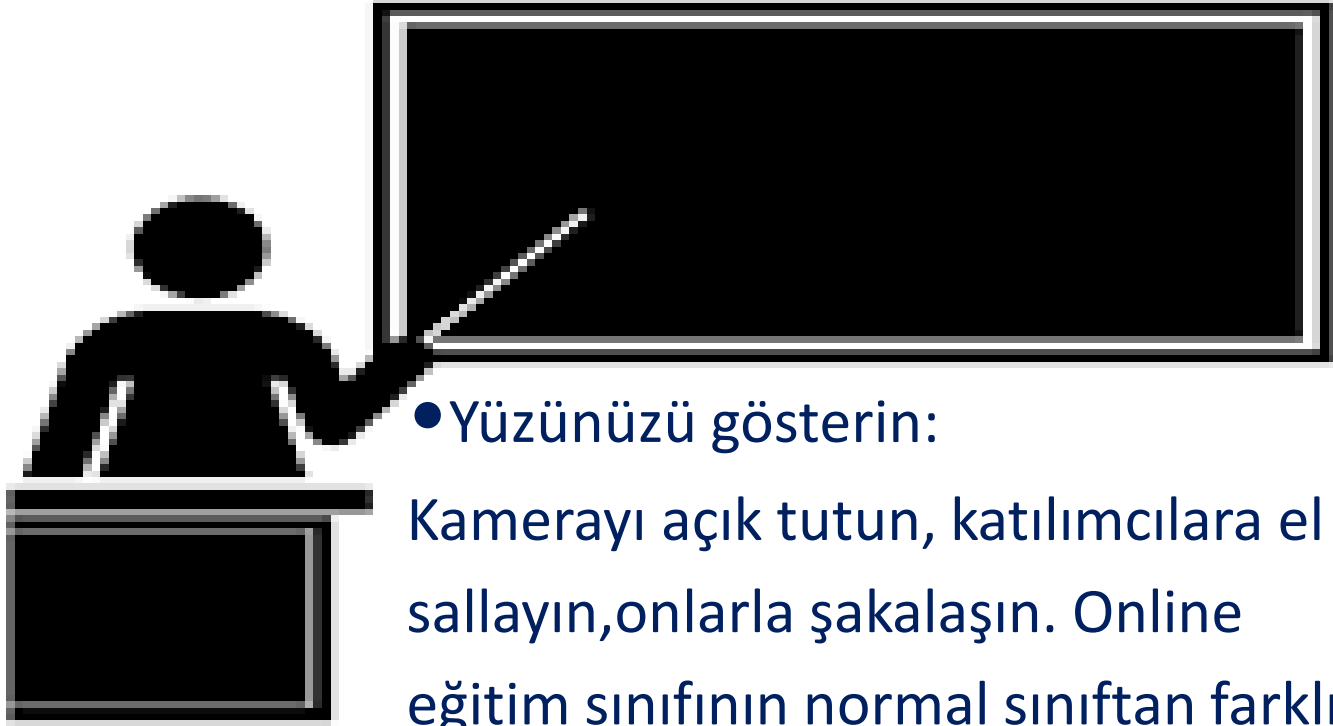 •Yüzünüzü gösterin:
Kamerayı açık tutun, katılımcılara el
sallayın,onlarla şakalaşın. Online
eğitim sınıfının normal sınıftan